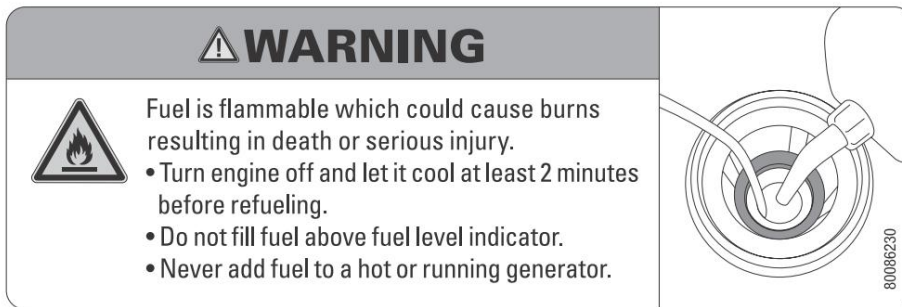 WARNING
Fuel is flammable which could cause burns
resulting in death or serious injury.
• Turn engine off and let it cool at least 2 minutes
before refueling.
• Do not fill fuel above fuel level indicator.
• Never add fuel to a hot or running generator.
80086230